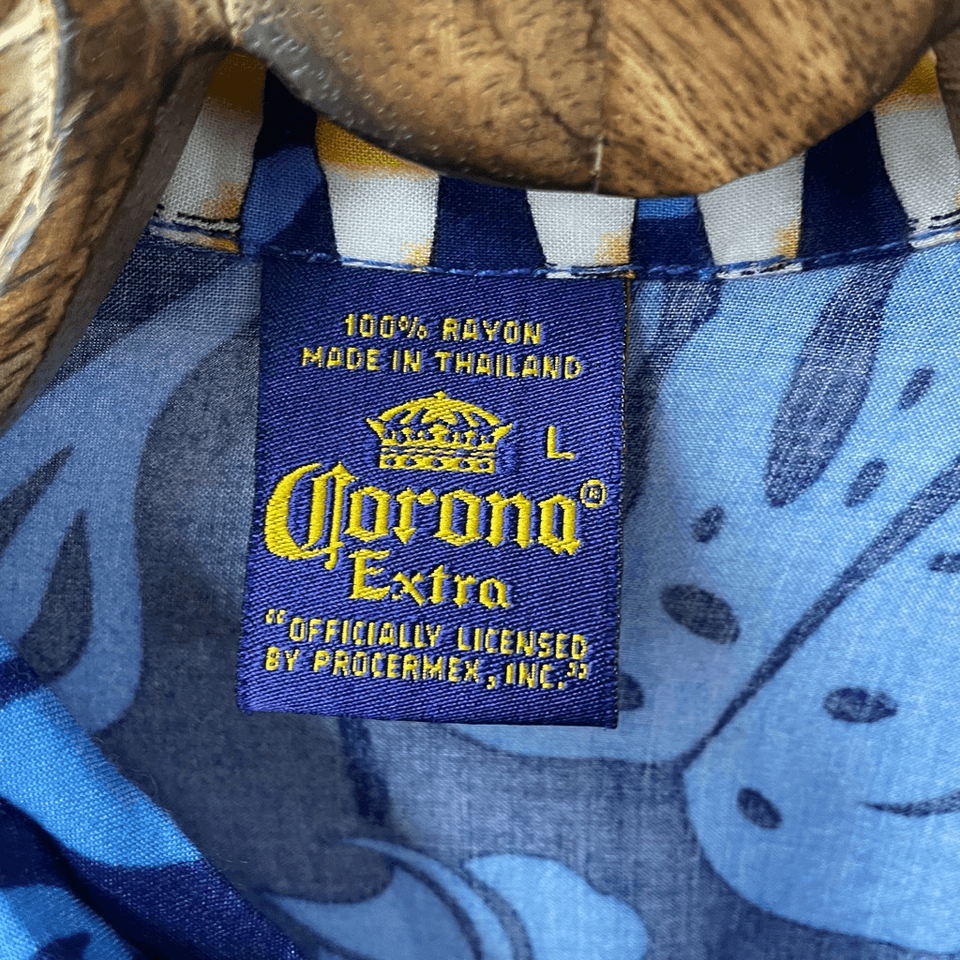 100% RAYON
MADE IN THAILAND
L
Corona®
Extra
“OFFICIALLY LICENSED
BY PROCERMEX, INC.”